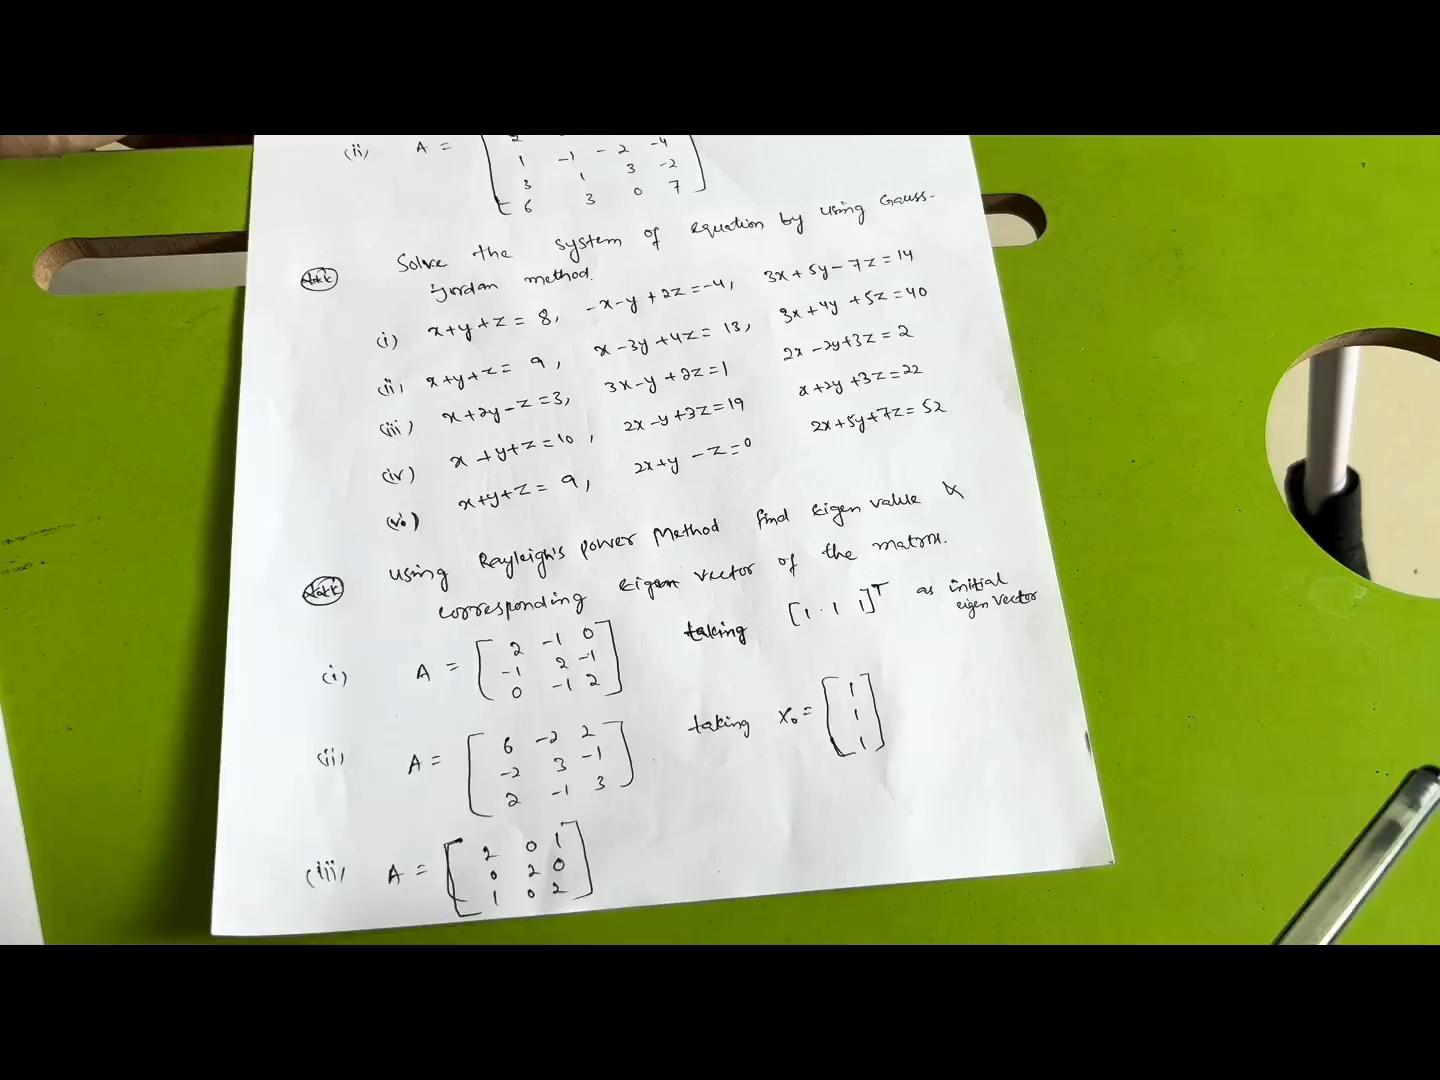 (ii) A = 2
1 -1 -2 -4
3 1 3 -2
6 3 0 7
Solve the system of equation by using Gauss-
Jordan method.
(i) x+y+z = 8, -x-y+2z = -4, 3x+5y-7z = 14
(ii) x+y+z = 9, x-3y+4z = 13, 3x+4y+5z = 40
(iii) x+2y-z = 3, 3x-y+2z = 1 2x-2y+3z = 2
(iv) x+y+z = 10, 2x-y+3z = 19 x+2y+3z = 22
(v) x+y+z = 9, 2x+y-z = 0 2x+5y+7z = 52
using Rayleigh's power Method find eigen value &
corresponding eigen vector of the matrix.
(i) A = [2 -1 0 taking [1 . 1 1]ᵀ as initial
-1 2 -1 eigen vector
0 -1 2]
(ii) A = [6 -2 2 taking X₀ = [1
-2 3 -1 1
2 -1 3] 1]
(iii) A = [2 0 1
0 2 0
1 0 2]